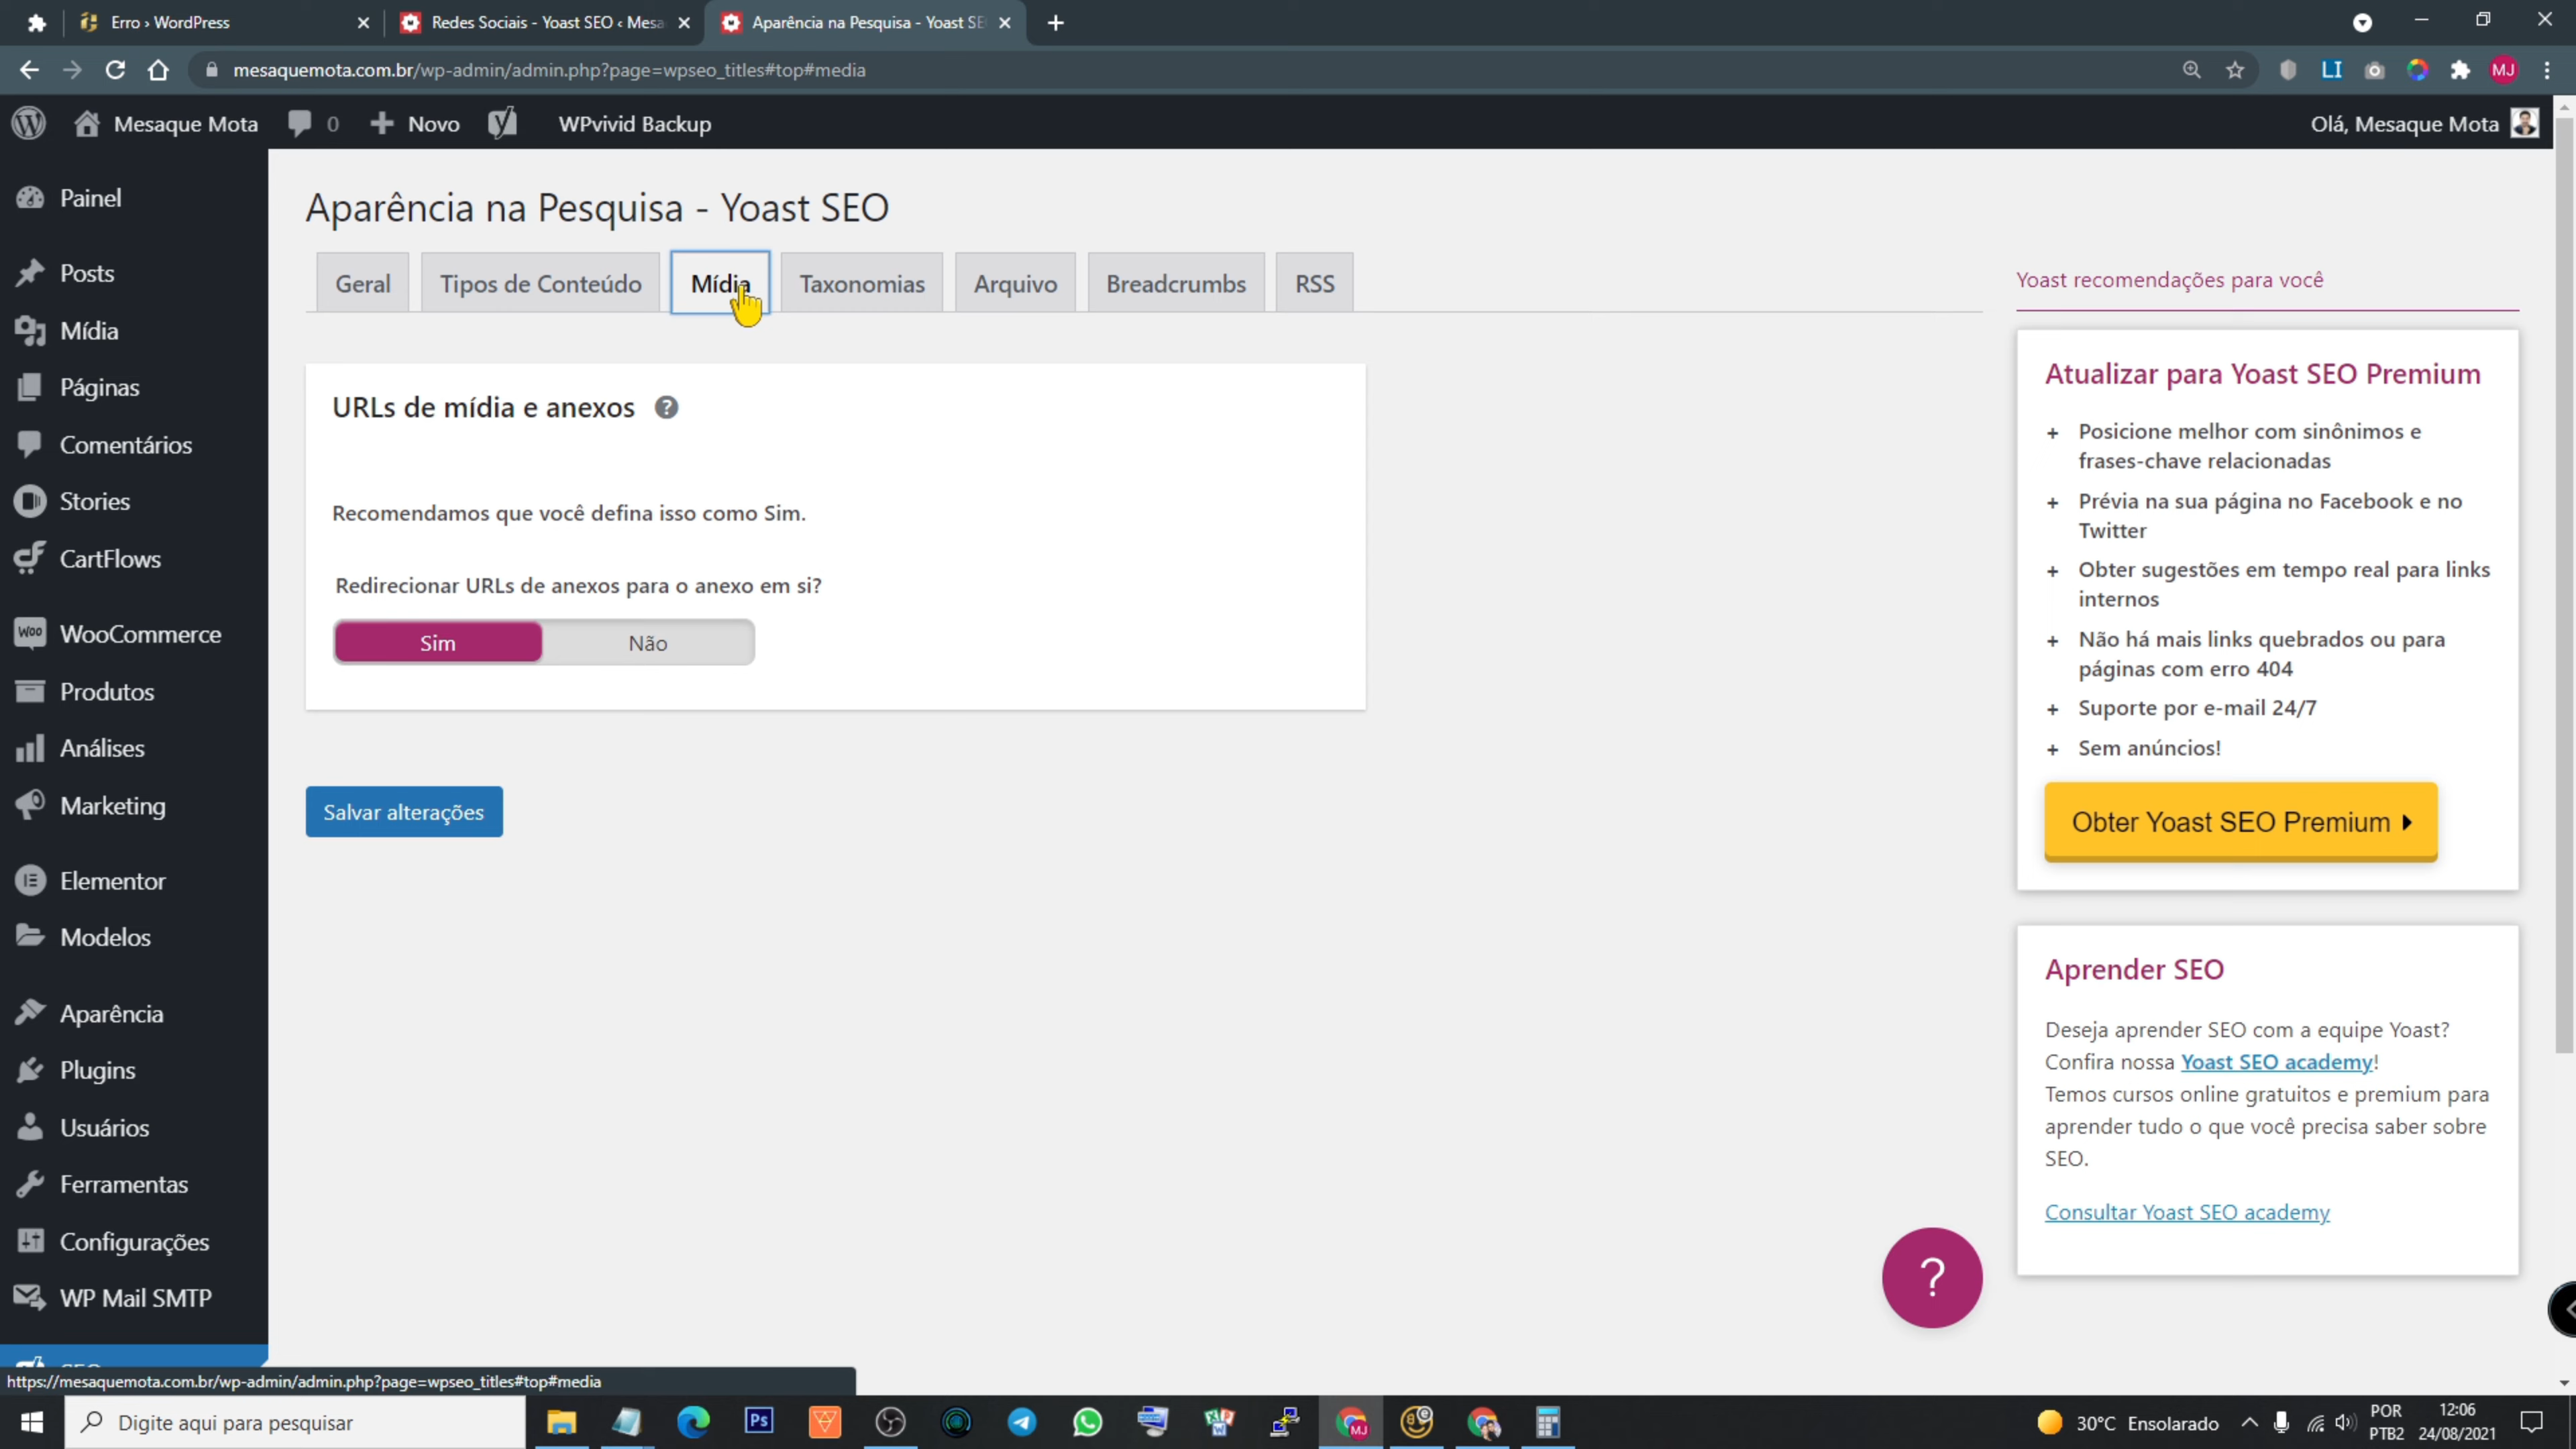 Erro › WordPress
Redes Sociais - Yoast SEO ‹ Mesa
Aparência na Pesquisa - Yoast SE
mesaquemota.com.br/wp-admin/admin.php?page=wpseo_titles#top#media
LI
MJ
Mesaque Mota
0
Novo
WPvivid Backup
Olá, Mesaque Mota
Painel
Posts
Mídia
Páginas
Comentários
Stories
CartFlows
Woo WooCommerce
Produtos
Análises
Marketing
Elementor
Modelos
Aparência
Plugins
Usuários
Ferramentas
Configurações
WP Mail SMTP
Aparência na Pesquisa - Yoast SEO
Geral
Tipos de Conteúdo
Mídia
Taxonomias
Arquivo
Breadcrumbs
RSS
URLs de mídia e anexos ?
Recomendamos que você defina isso como Sim.
Redirecionar URLs de anexos para o anexo em si?
Sim
Não
Salvar alterações
Yoast recomendações para você
Atualizar para Yoast SEO Premium
+ Posicione melhor com sinônimos e
frases-chave relacionadas
+ Prévia na sua página no Facebook e no
Twitter
+ Obter sugestões em tempo real para links
internos
+ Não há mais links quebrados ou para
páginas com erro 404
+ Suporte por e-mail 24/7
+ Sem anúncios!
Obter Yoast SEO Premium
Aprender SEO
Deseja aprender SEO com a equipe Yoast?
Confira nossa Yoast SEO academy!
Temos cursos online gratuitos e premium para
aprender tudo o que você precisa saber sobre
SEO.
Consultar Yoast SEO academy
?
https://mesaquemota.com.br/wp-admin/admin.php?page=wpseo_titles#top#media
Digite aqui para pesquisar
Ps
MJ
30°C Ensolarado
POR
PTB2
12:06
24/08/2021